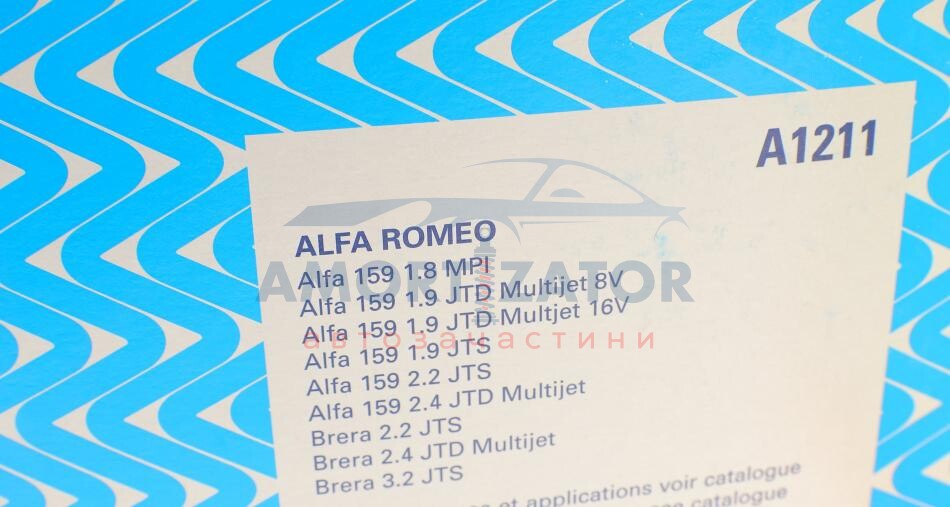 A1211
ALFA ROMEO
Alfa 159 1.8 MPI
Alfa 159 1.9 JTD Multijet 8V
Alfa 159 1.9 JTD Multjet 16V
Alfa 159 1.9 JTS
Alfa 159 2.2 JTS
Alfa 159 2.4 JTD Multijet
Brera 2.2 JTS
Brera 2.4 JTD Multijet
Brera 3.2 JTS
et applications voir catalogue
catalogue
AMORTIZATOR
автозапчастини